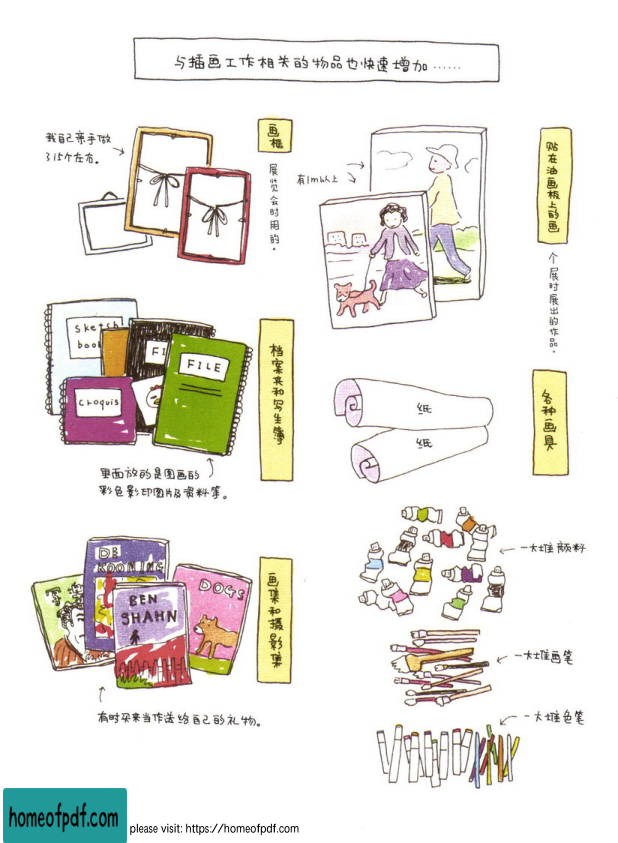 与插画工作相关的物品也快速增加……
我自己亲手做
了15个左右。
画框
展览会时用的。
有1m以上
贴在油画板上的画
个展时展出的作品。
sketch
book
FI
FILE
CROQUIS
档案夹和写生簿
里面放的是图画的
彩色影印图片及资料等。
纸
纸
各种画具
DE
KOONING
BEN
SHAHN
DOGS
画集和摄影集
有时买来当作送给自己的礼物。
一大堆颜料
一大堆画笔
一大堆色笔
homeofpdf.com
please visit: https://homeofpdf.com